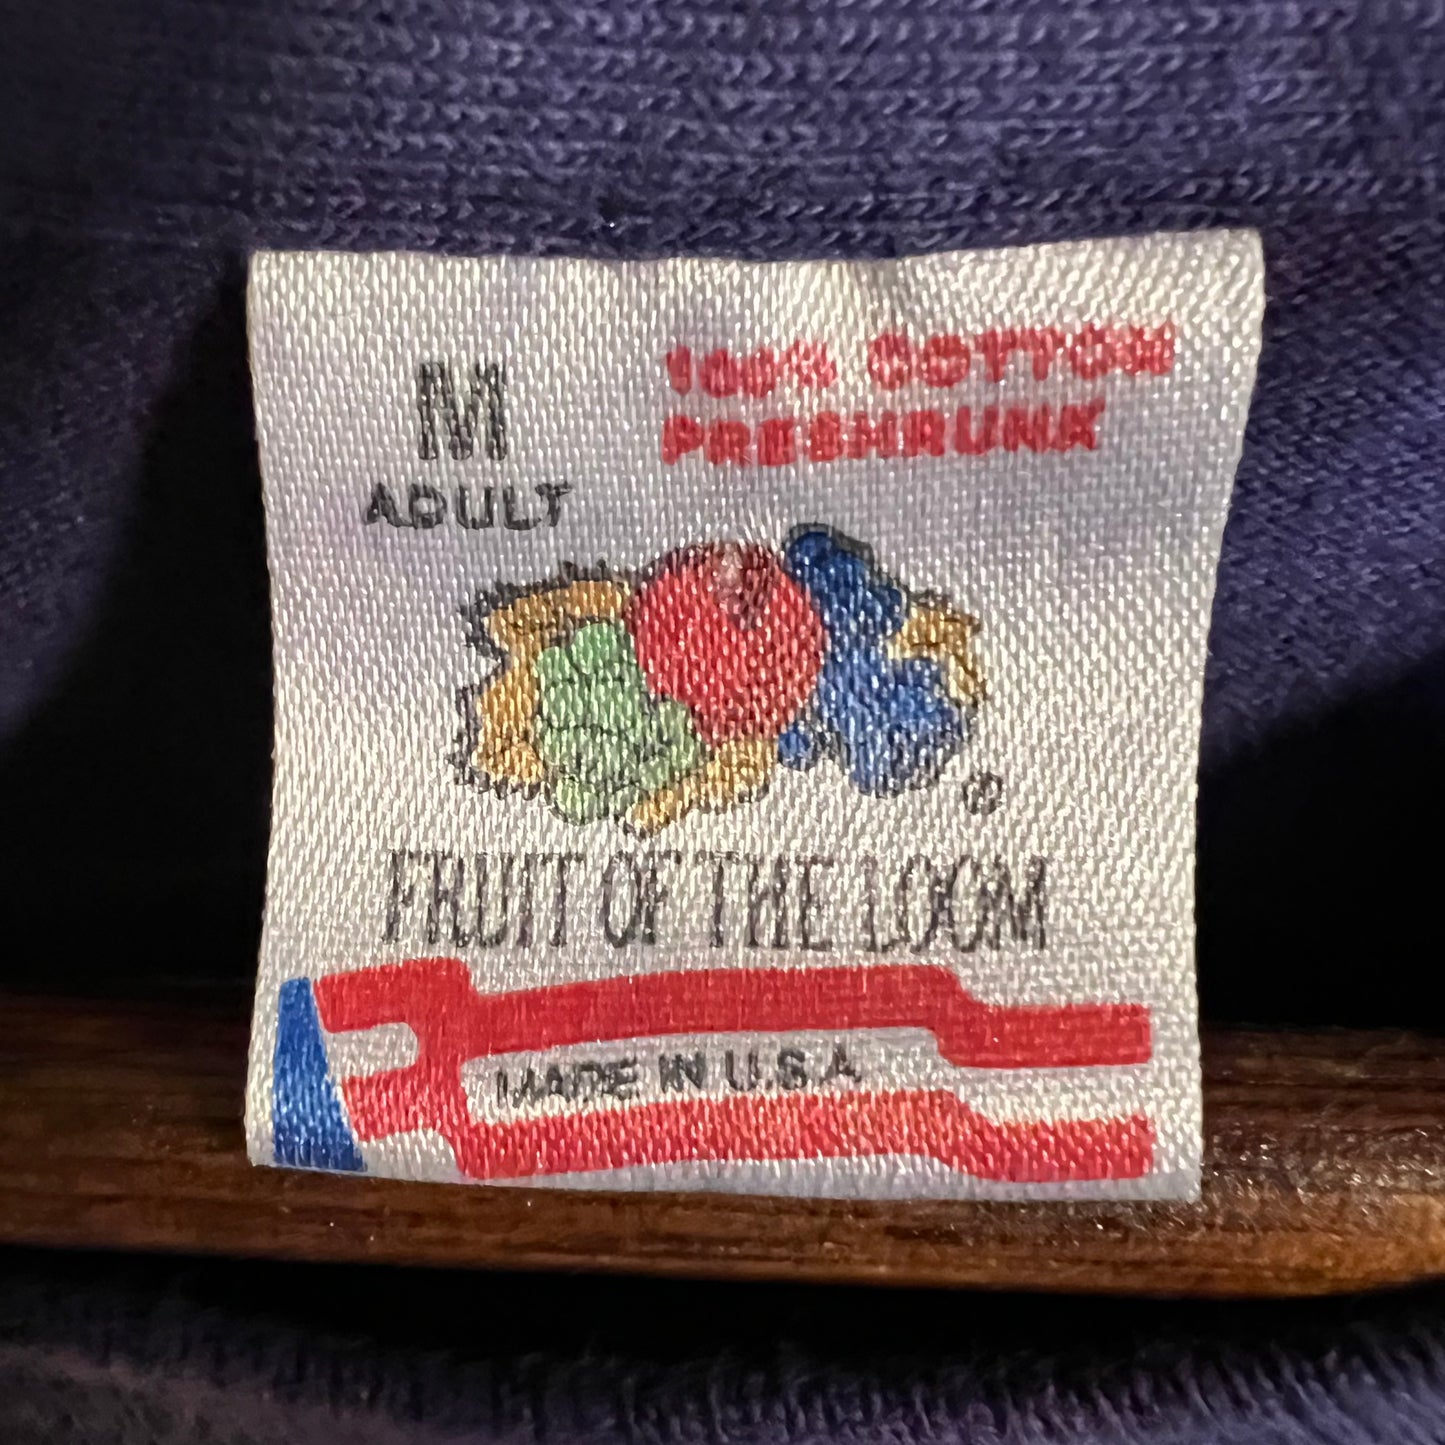 M
ADULT
100% COTTON
PRESHRUNK
®
FRUIT OF THE LOOM
MADE IN U.S.A